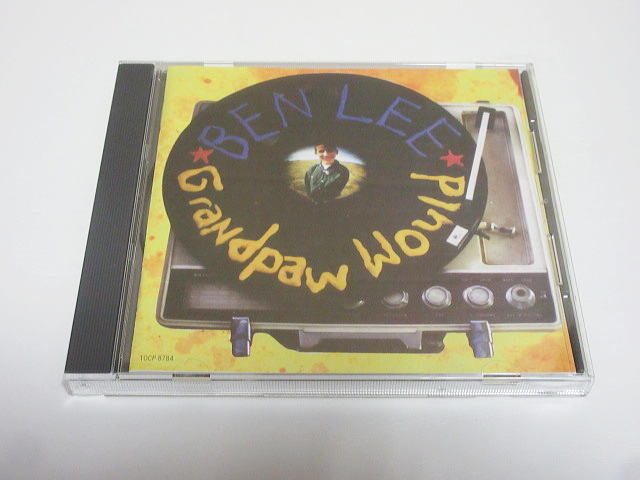 BEN LEE
Grandpaw Would
TOCP-8784